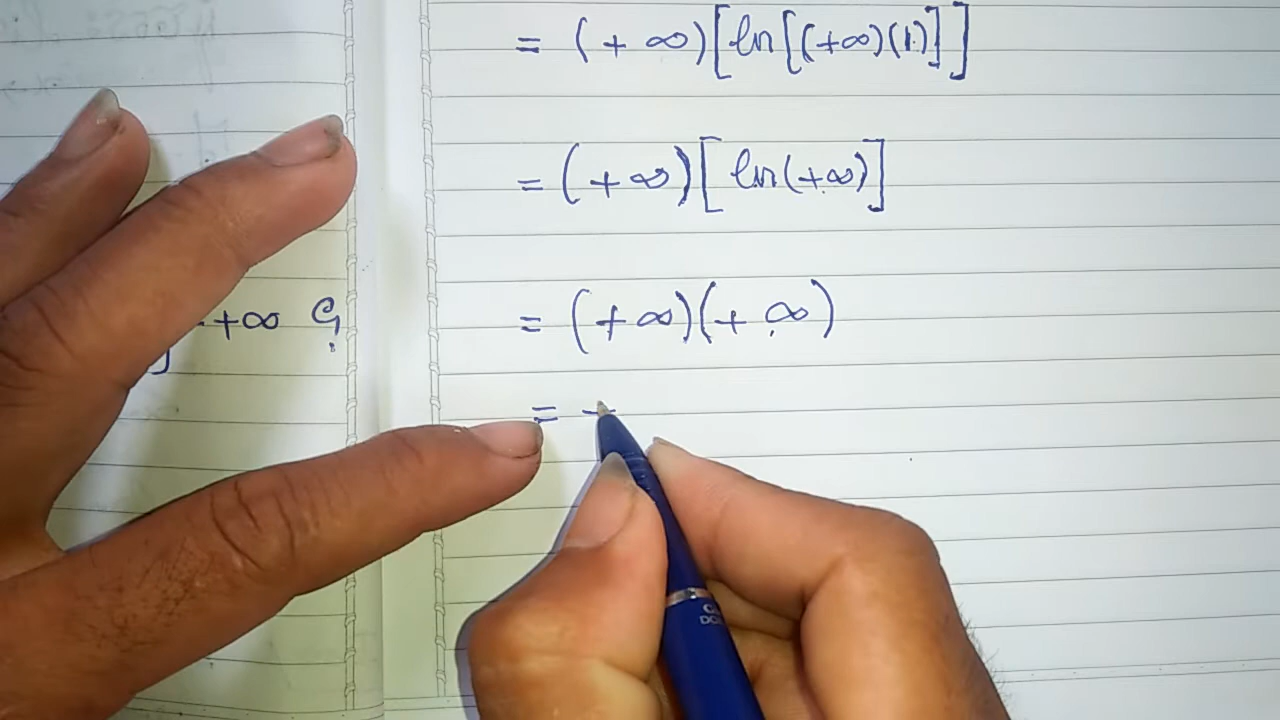 = (+ ∞)[ln[(+∞)(1)]]
= (+∞)[ln(+∞)]
+∞
= (+∞)(+ ∞)
=